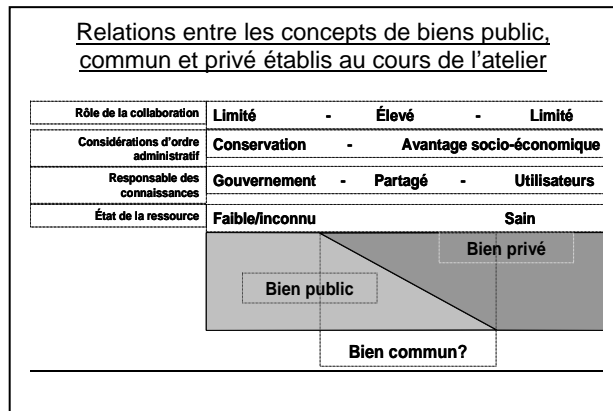 Relations entre les concepts de biens public,
commun et privé établis au cours de l'atelier
Rôle de la collaboration Limité - Élevé - Limité
Considérations d'ordre
administratif Conservation - Avantage socio-économique
Responsable des
connaissances Gouvernement - Partagé - Utilisateurs
État de la ressource Faible/inconnu Sain
Bien privé
Bien public
Bien commun?